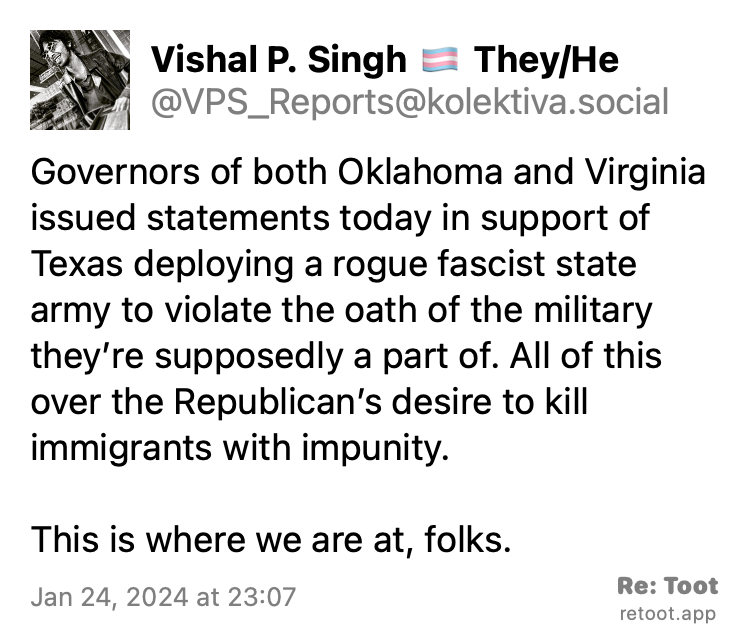 Vishal P. Singh 🏳️‍⚧️ They/He
@VPS_Reports@kolektiva.social
Governors of both Oklahoma and Virginia
issued statements today in support of
Texas deploying a rogue fascist state
army to violate the oath of the military
they’re supposedly a part of. All of this
over the Republican’s desire to kill
immigrants with impunity.
This is where we are at, folks.
Jan 24, 2024 at 23:07
Re: Toot
retoot.app